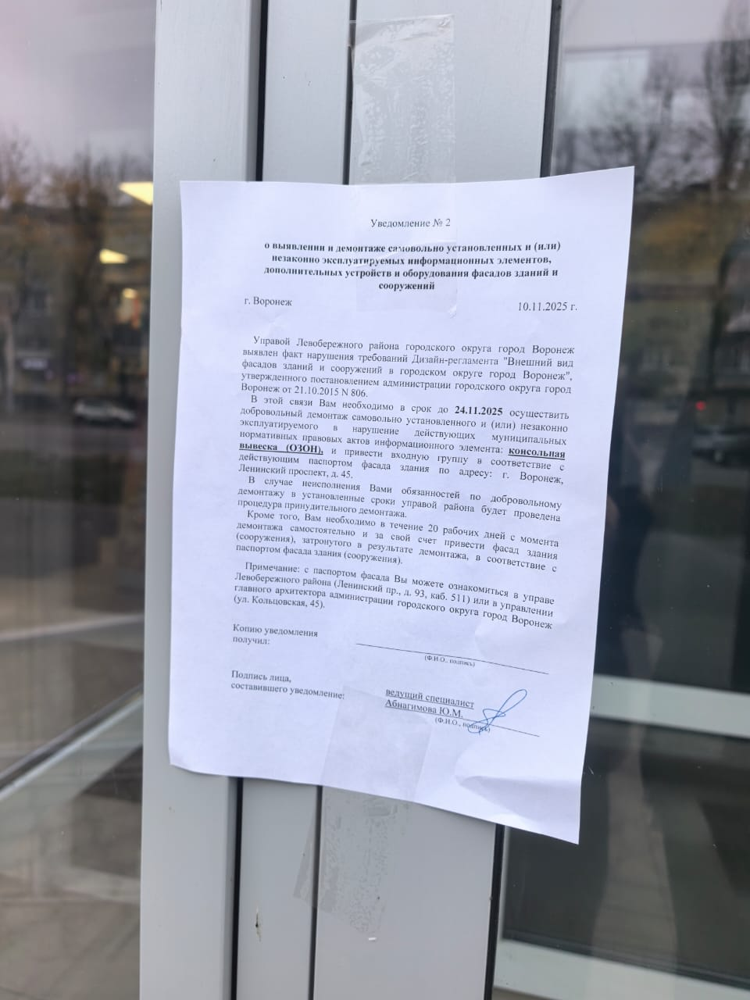 Уведомление № 2
о выявлении и демонтаже самовольно установленных и (или)
незаконно эксплуатируемых информационных элементов,
дополнительных устройств и оборудования фасадов зданий и
сооружений
г. Воронеж
10.11.2025 г.
Управой Левобережного района городского округа город Воронеж
выявлен факт нарушения требований Дизайн-регламента "Внешний вид
фасадов зданий и сооружений в городском округе город Воронеж",
утвержденного постановлением администрации городского округа город
Воронеж от 21.10.2015 N 806.
В этой связи Вам необходимо в срок до 24.11.2025 осуществить
добровольный демонтаж самовольно установленного и (или) незаконно
эксплуатируемого в нарушение действующих муниципальных
нормативных правовых актов информационного элемента: консольная
вывеска (ОЗОН), и привести входную группу в соответствие с
действующим паспортом фасада здания по адресу: г. Воронеж,
Ленинский проспект, д. 45.
В случае неисполнения Вами обязанностей по добровольному
демонтажу в установленные сроки управой района будет проведена
процедура принудительного демонтажа.
Кроме того, Вам необходимо в течение 20 рабочих дней с момента
демонтажа самостоятельно и за свой счет привести фасад здания
(сооружения), затронутого в результате демонтажа, в соответствие с
паспортом фасада здания (сооружения).
Примечание: с паспортом фасада Вы можете ознакомиться в управе
Левобережного района (Ленинский пр., д. 93, каб. 511) или в управлении
главного архитектора администрации городского округа город Воронеж
(ул. Кольцовская, 45).
Копию уведомления
получил:
(Ф.И.О., подпись)
Подпись лица,
составившего уведомление:
ведущий специалист
Абнагимова Ю.М.
(Ф.И.О., подпись)